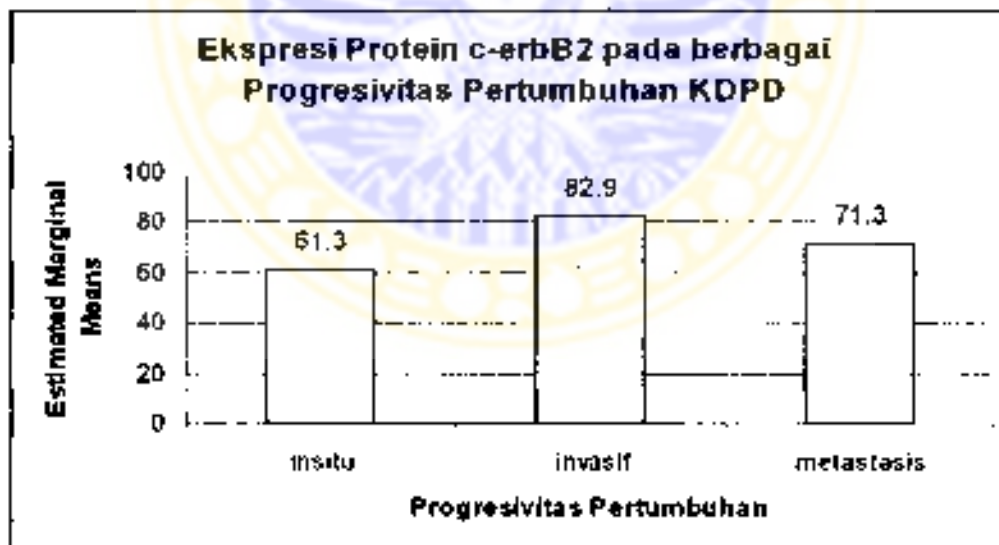 Ekspresi Protein c-erbB2 pada berbagai
Progresivitas Pertumbuhan KDPD
Estimated Marginal
Means
100
80
60
40
20
0
61.3
82.9
71.3
insitu
invasif
metastasis
Progresivitas Pertumbuhan